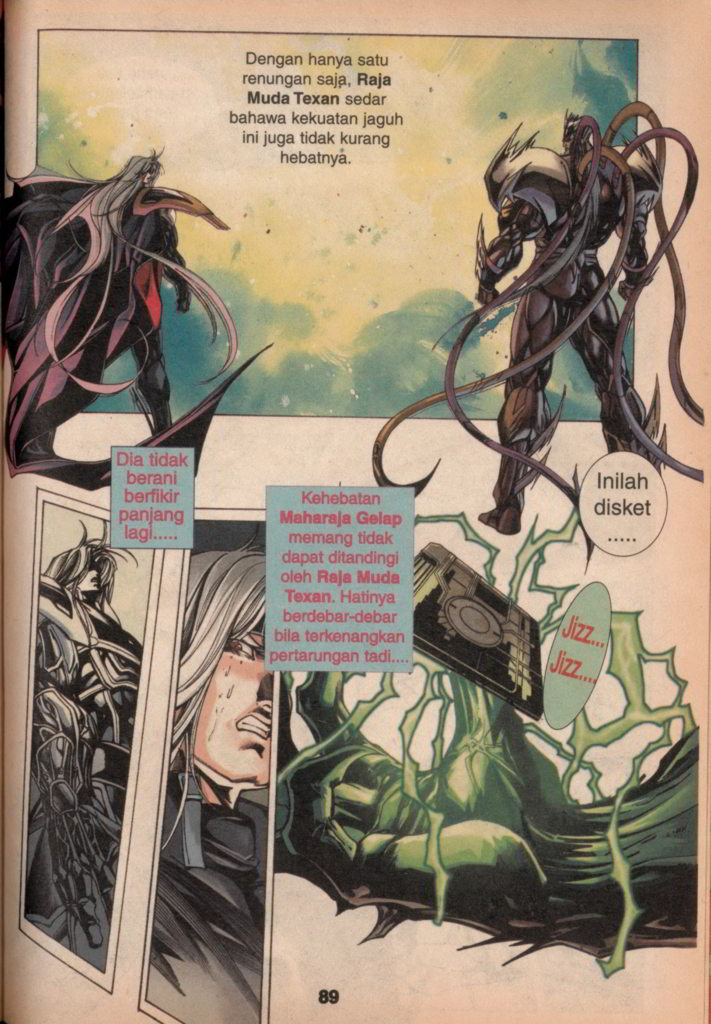 Dengan hanya satu
renungan saja, Raja
Muda Texan sedar
bahawa kekuatan jaguh
ini juga tidak kurang
hebatnya.
Dia tidak
berani
berfikir
panjang
lagi.....
Kehebatan
Maharaja Gelap
memang tidak
dapat ditandingi
oleh Raja Muda
Texan. Hatinya
berdebar-debar
bila terkenangkan
pertarungan tadi....
Inilah
disket
.....
Jizz...
Jizz....
89